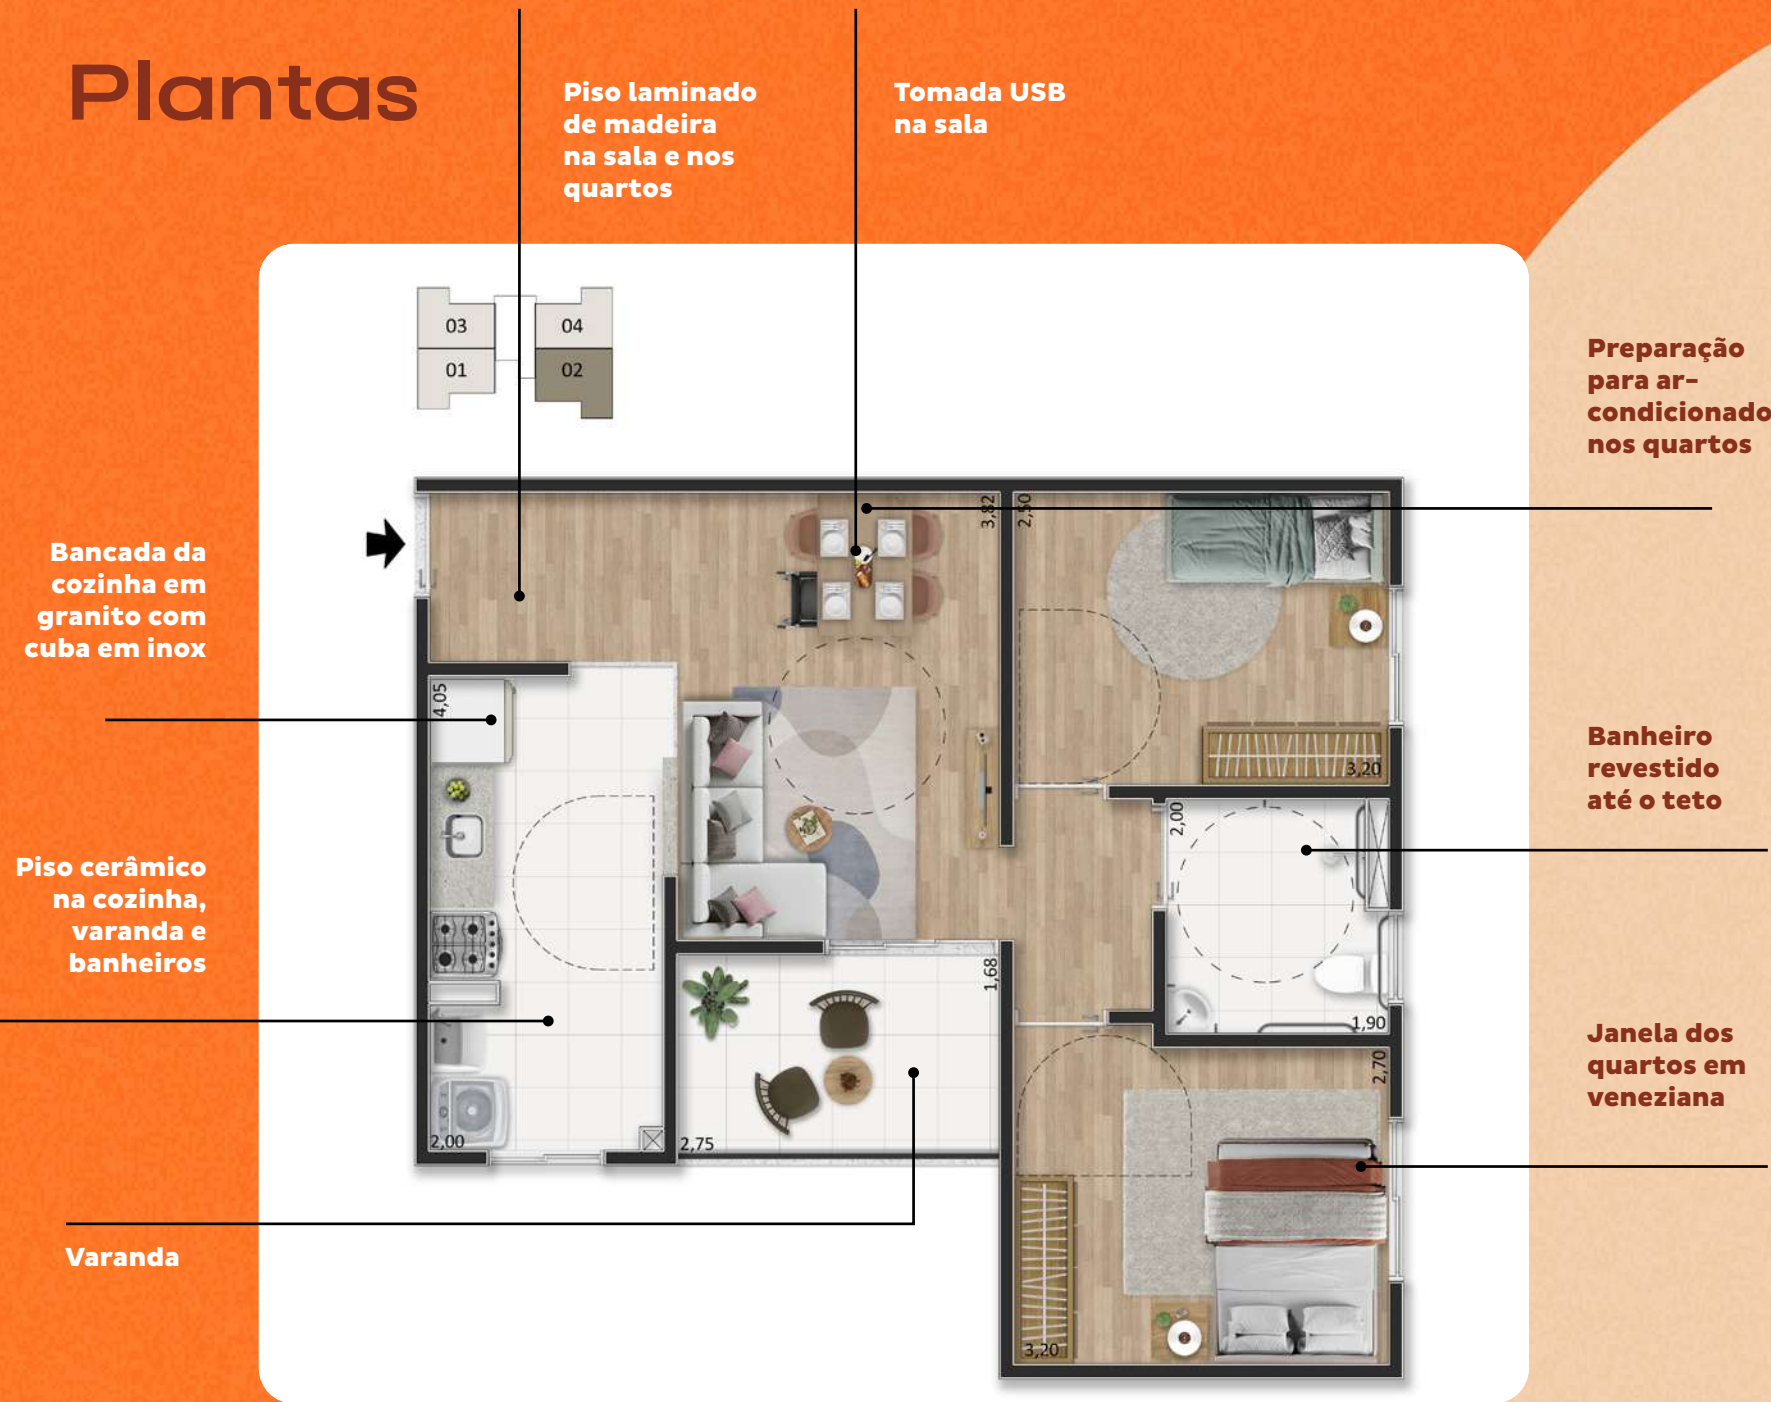 Plantas
Piso laminado
de madeira
na sala e nos
quartos
Tomada USB
na sala
03
04
01
02
Preparação
para ar-
condicionado
nos quartos
Bancada da
cozinha em
granito com
cuba em inox
3,82
2,50
4,05
3,20
Banheiro
revestido
até o teto
2,00
Piso cerâmico
na cozinha,
varanda e
banheiros
1,68
1,90
Janela dos
quartos em
veneziana
2,70
2,00
2,75
Varanda
3,20